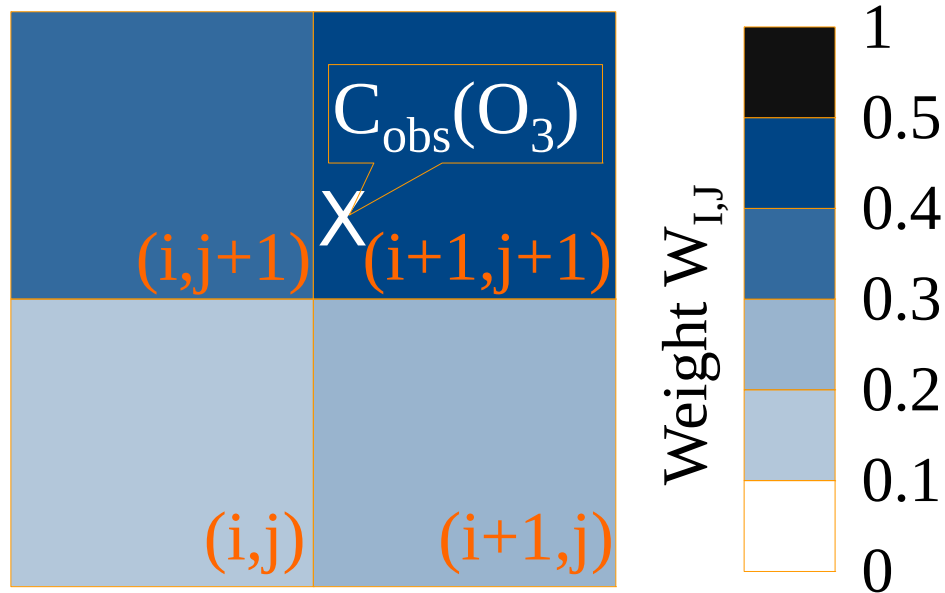 C_obs(O_3)
X
(i,j+1)
(i+1,j+1)
(i,j)
(i+1,j)
Weight W_I,J
1
0.5
0.4
0.3
0.2
0.1
0